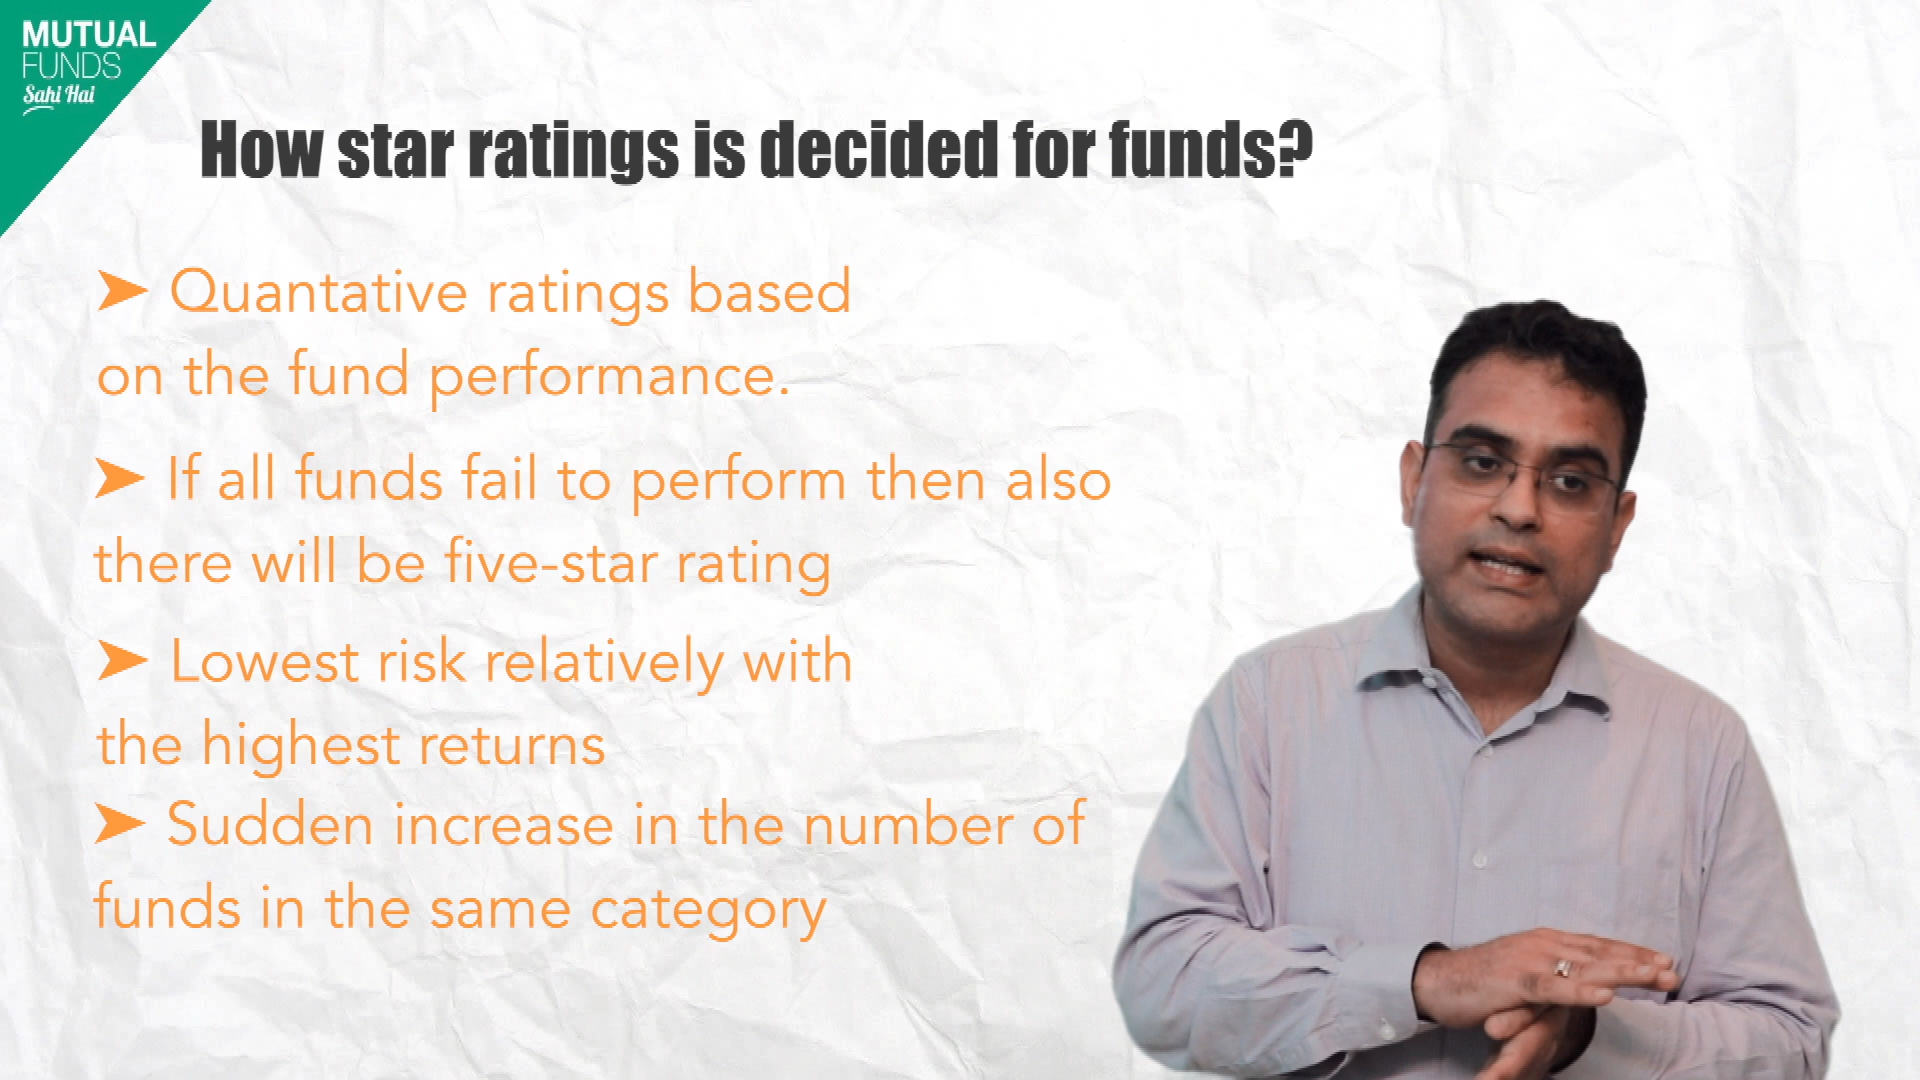 MUTUAL
FUNDS
Sahi Hai
How star ratings is decided for funds?
➤ Quantative ratings based
on the fund performance.
➤ If all funds fail to perform then also
there will be five-star rating
➤ Lowest risk relatively with
the highest returns
➤ Sudden increase in the number of
funds in the same category